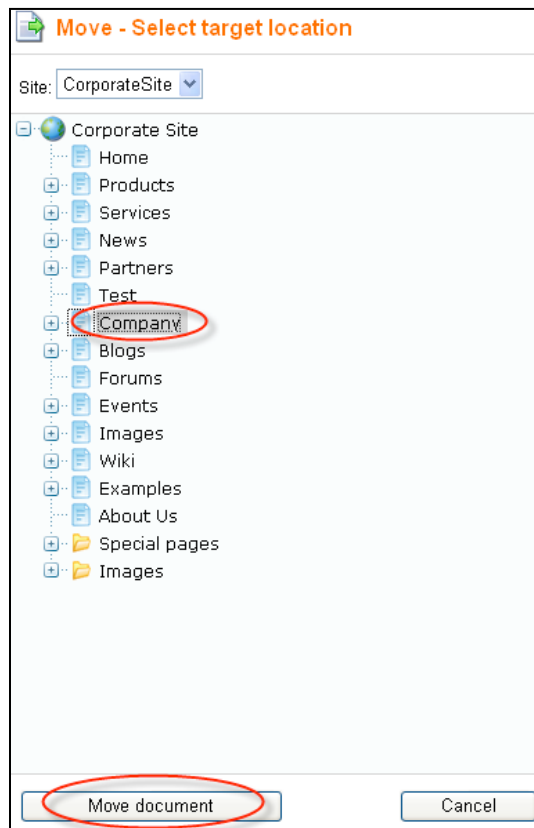 Move - Select target location
Site: CorporateSite
Corporate Site
Home
Products
Services
News
Partners
Test
Company
Blogs
Forums
Events
Images
Wiki
Examples
About Us
Special pages
Images
Move document Cancel